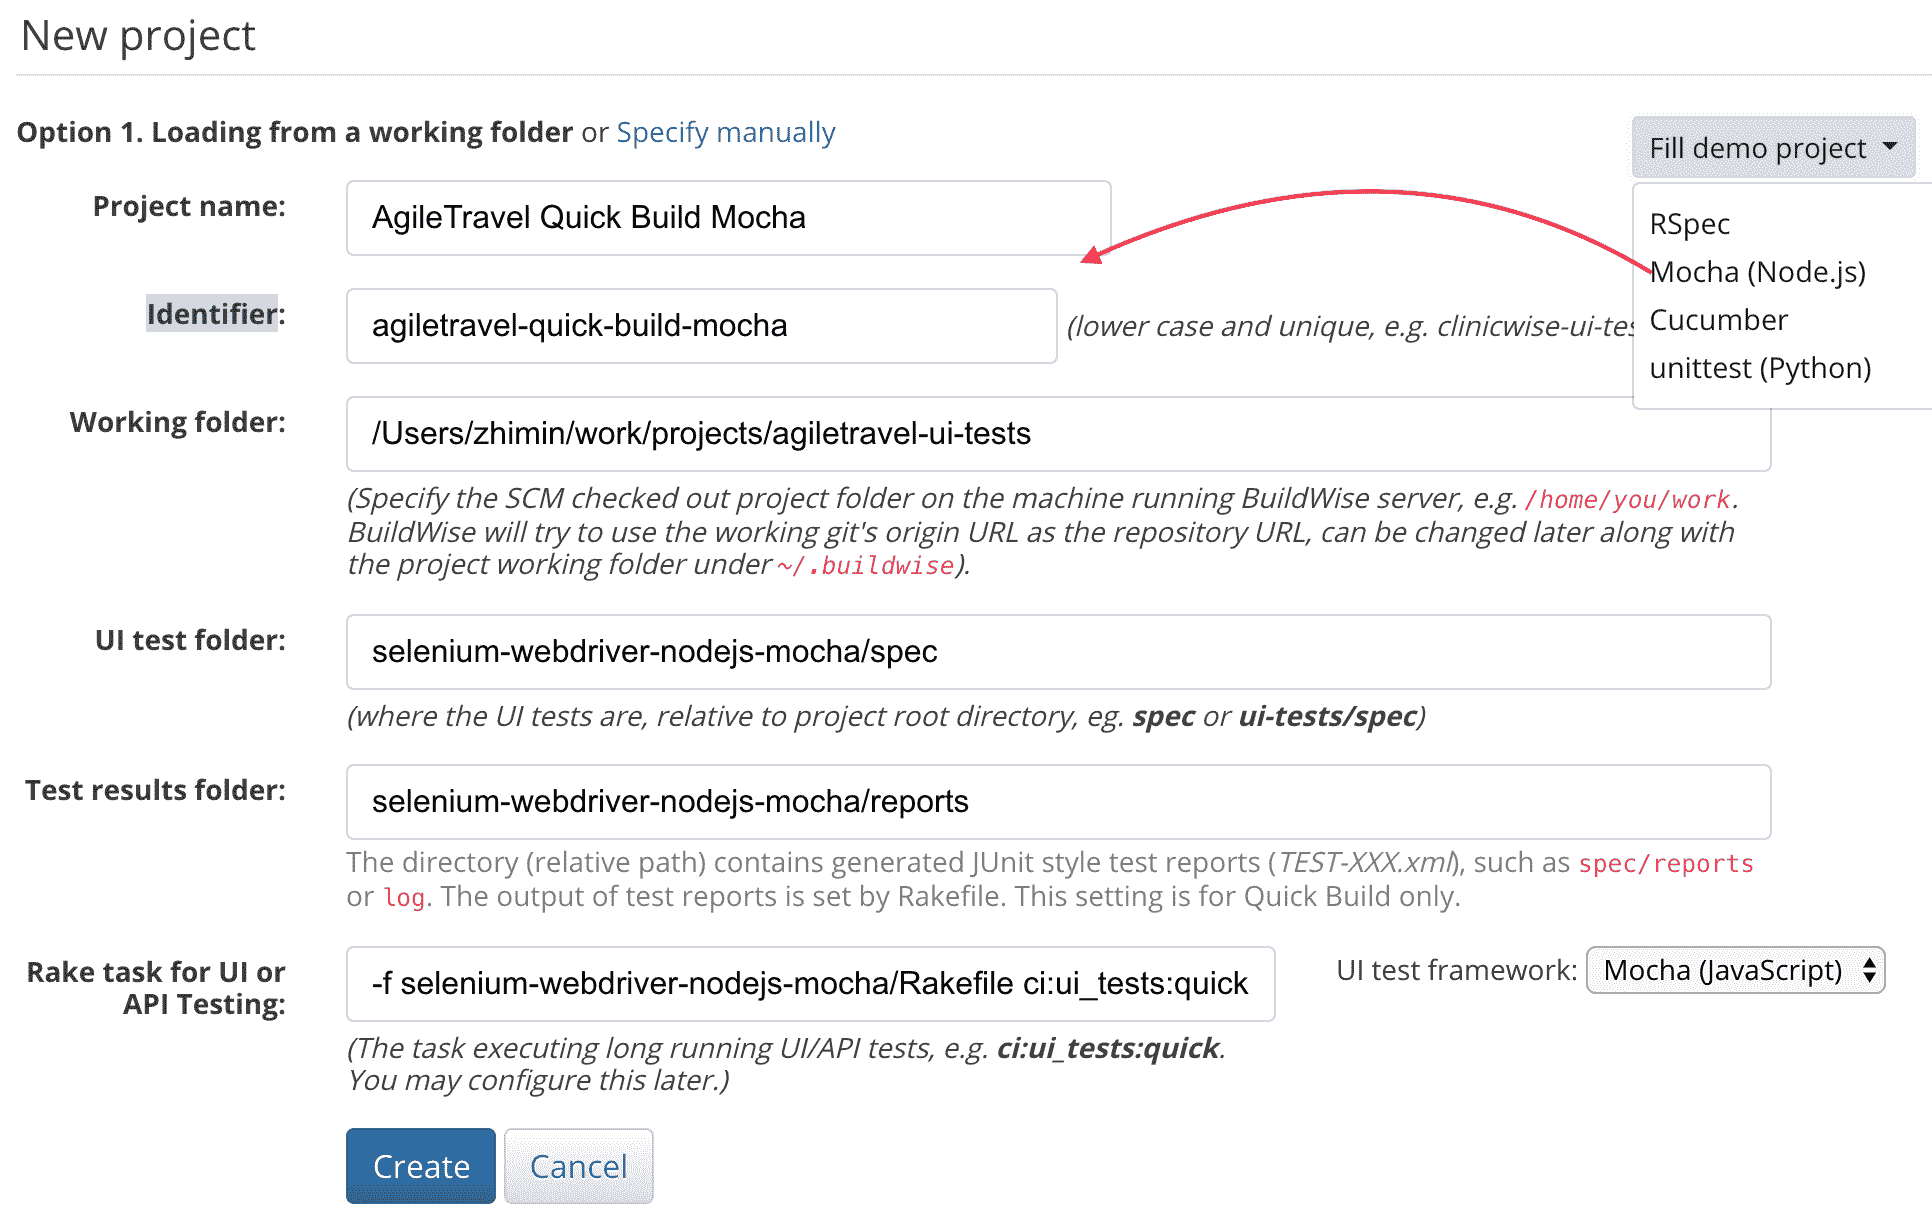 New project
Option 1. Loading from a working folder or Specify manually
Fill demo project
RSpec
Mocha (Node.js)
Cucumber
unittest (Python)
Project name:
AgileTravel Quick Build Mocha
Identifier:
agiletravel-quick-build-mocha
(lower case and unique, e.g. clinicwise-ui-tes
Working folder:
/Users/zhimin/work/projects/agiletravel-ui-tests
(Specify the SCM checked out project folder on the machine running BuildWise server, e.g. /home/you/work.
BuildWise will try to use the working git's origin URL as the repository URL, can be changed later along with
the project working folder under ~/.buildwise).
UI test folder:
selenium-webdriver-nodejs-mocha/spec
(where the UI tests are, relative to project root directory, eg. spec or ui-tests/spec)
Test results folder:
selenium-webdriver-nodejs-mocha/reports
The directory (relative path) contains generated JUnit style test reports (TEST-XXX.xml), such as spec/reports
or log. The output of test reports is set by Rakefile. This setting is for Quick Build only.
Rake task for UI or
API Testing:
-f selenium-webdriver-nodejs-mocha/Rakefile ci:ui_tests:quick
UI test framework: Mocha (JavaScript)
(The task executing long running UI/API tests, e.g. ci:ui_tests:quick.
You may configure this later.)
Create
Cancel